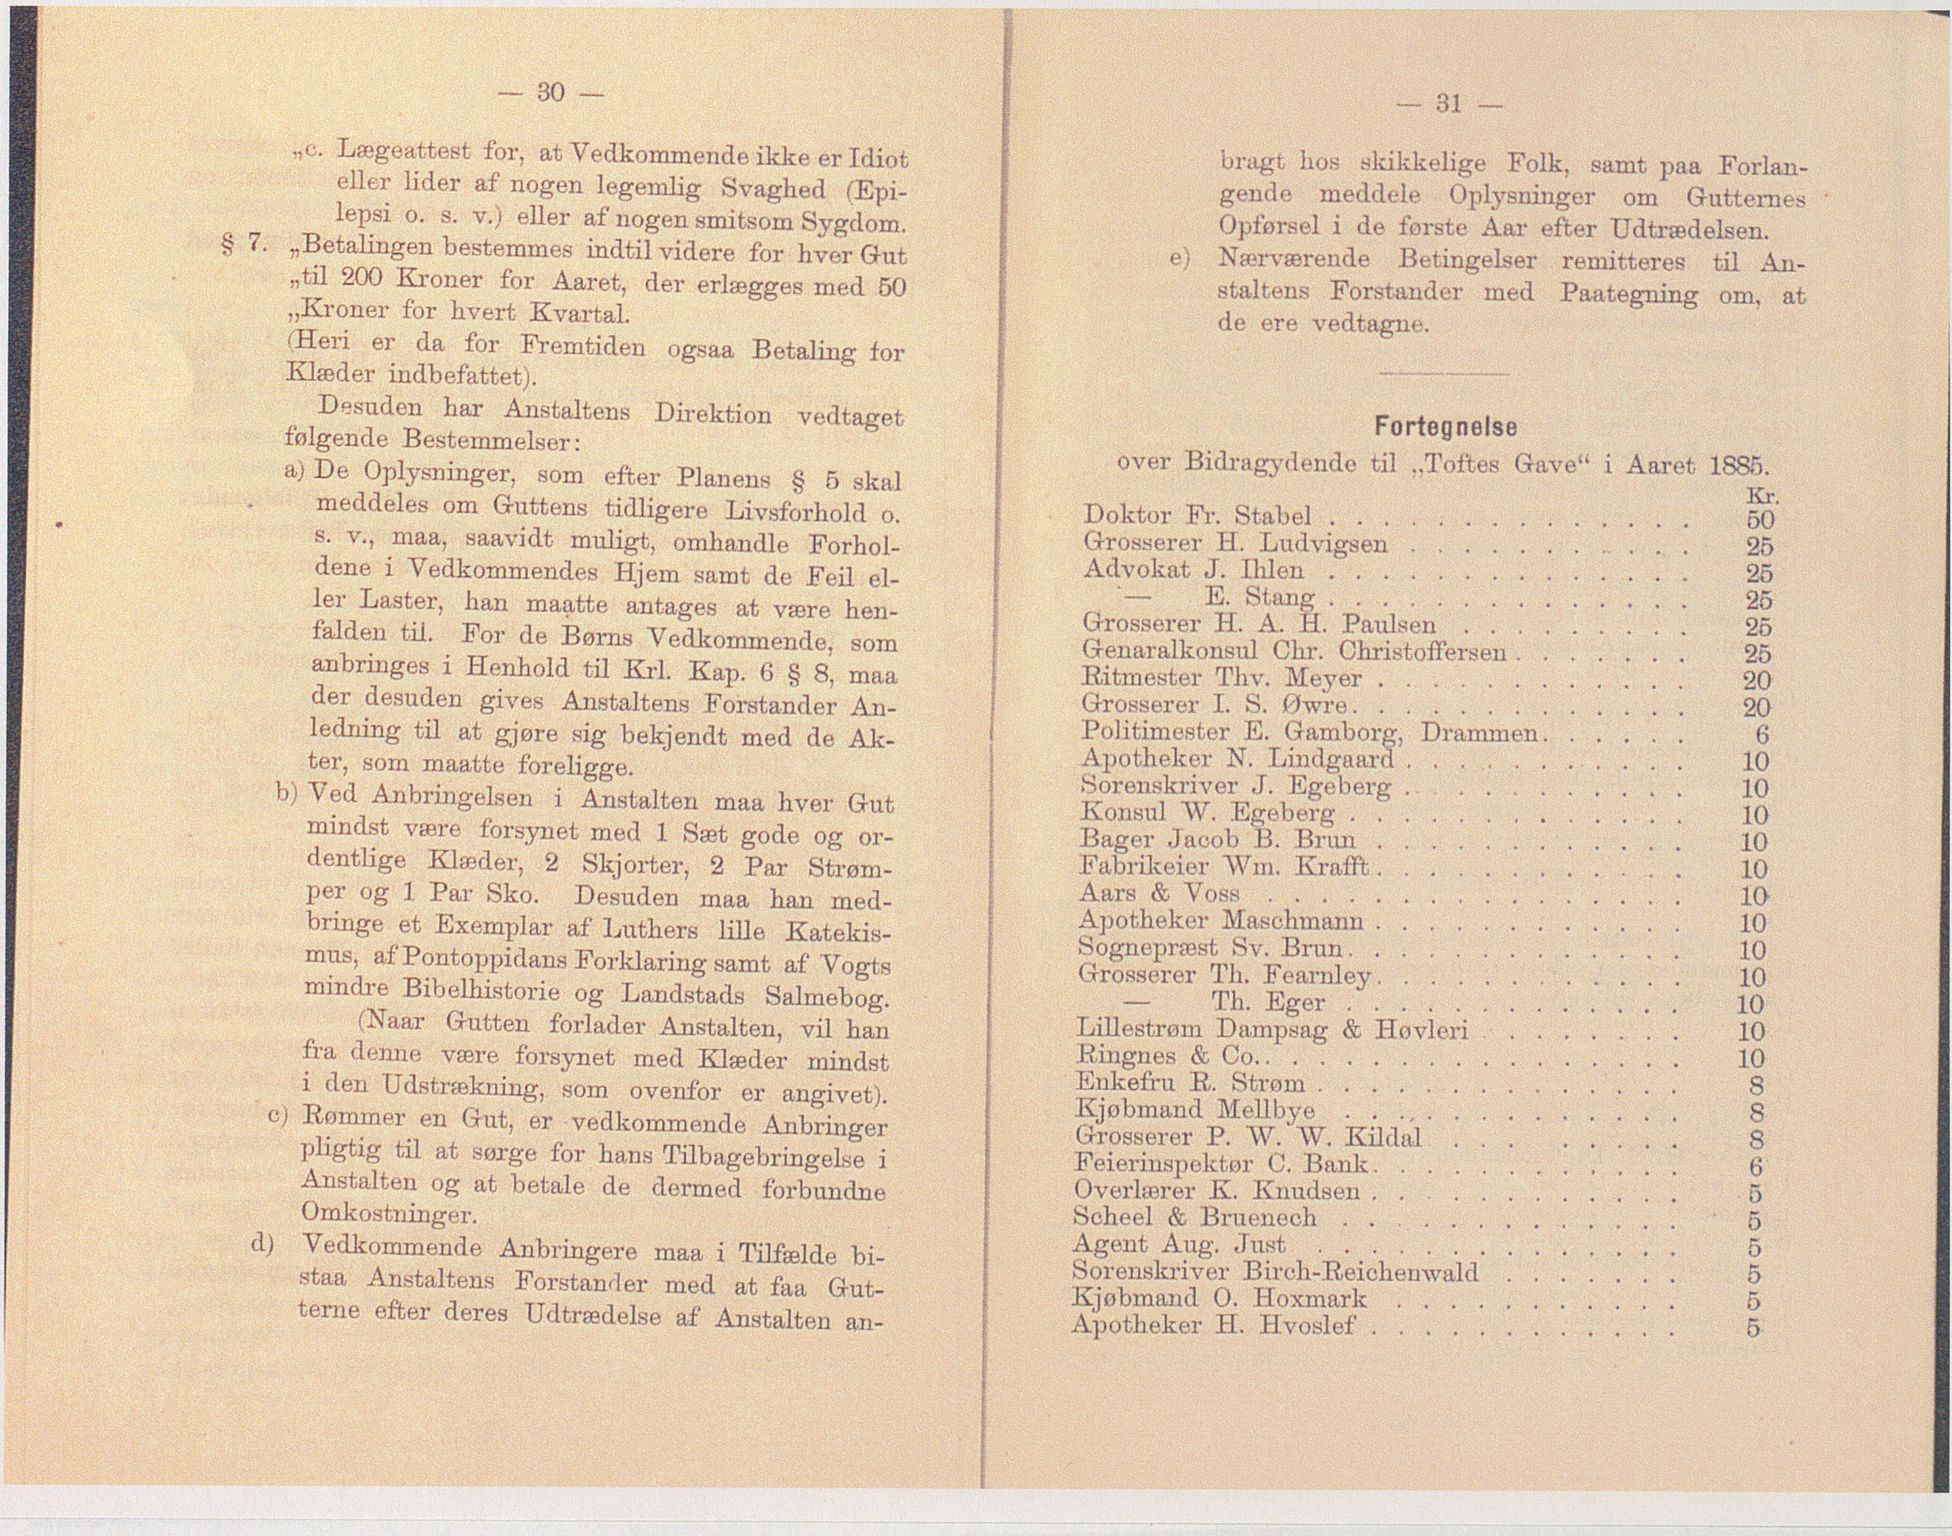 — 30 —
„c. Lægeattest for, at Vedkommende ikke er Idiot
eller lider af nogen legemlig Svaghed (Epi-
lepsi o. s. v.) eller af nogen smitsom Sygdom.
§ 7. „Betalingen bestemmes indtil videre for hver Gut
„til 200 Kroner for Aaret, der erlægges med 50
„Kroner for hvert Kvartal.
(Heri er da for Fremtiden ogsaa Betaling for
Klæder indbefattet).
Desuden har Anstaltens Direktion vedtaget
følgende Bestemmelser:
a) De Oplysninger, som efter Planens § 5 skal
meddeles om Guttens tidligere Livsforhold o.
s. v., maa, saavidt muligt, omhandle Forhol-
dene i Vedkommendes Hjem samt de Feil el-
ler Laster, han maatte antages at være hen-
falden til. For de Børns Vedkommende, som
anbringes i Henhold til Krl. Kap. 6 § 8, maa
der desuden gives Anstaltens Forstander An-
ledning til at gjøre sig bekjendt med de Ak-
ter, som maatte foreligge.
b) Ved Anbringelsen i Anstalten maa hver Gut
mindst være forsynet med 1 Sæt gode og or-
dentlige Klæder, 2 Skjorter, 2 Par Strøm-
per og 1 Par Sko. Desuden maa han med-
bringe et Exemplar af Luthers lille Katekis-
mus, af Pontoppidans Forklaring samt af Vogts
mindre Bibelhistorie og Landstads Salmebog.
(Naar Gutten forlader Anstalten, vil han
fra denne være forsynet med Klæder mindst
i den Udstrækning, som ovenfor er angivet).
c) Rømmer en Gut, er vedkommende Anbringer
pligtig til at sørge for hans Tilbagebringelse i
Anstalten og at betale de dermed forbundne
Omkostninger.
d) Vedkommende Anbringere maa i Tilfælde bi-
staa Anstaltens Forstander med at faa Gut-
terne efter deres Udtrædelse af Anstalten an-
— 31 —
bragt hos skikkelige Folk, samt paa Forlan-
gende meddele Oplysninger om Gutternes
Opførsel i de første Aar efter Udtrædelsen.
e) Nærværende Betingelser remitteres til An-
staltens Forstander med Paategning om, at
de ere vedtagne.
Fortegnelse
over Bidragydende til „Toftes Gave“ i Aaret 1885.
Kr.
Doktor Fr. Stabel . . . . . . . . . . . . . . 50
Grosserer H. Ludvigsen . . . . . . . . . . . 25
Advokat J. Ihlen . . . . . . . . . . . . . . 25
— E. Stang . . . . . . . . . . . . . . 25
Grosserer H. A. H. Paulsen . . . . . . . . . 25
Genaralkonsul Chr. Christoffersen . . . . . . . 25
Ritmester Thv. Meyer . . . . . . . . . . . . 20
Grosserer I. S. Øwre . . . . . . . . . . . . . 20
Politimester E. Gamborg, Drammen . . . . . . 6
Apotheker N. Lindgaard . . . . . . . . . . . 10
Sorenskriver J. Egeberg . . . . . . . . . . . 10
Konsul W. Egeberg . . . . . . . . . . . . . 10
Bager Jacob B. Brun . . . . . . . . . . . . 10
Fabrikeier Wm. Krafft . . . . . . . . . . . . 10
Aars & Voss . . . . . . . . . . . . . . . . 10
Apotheker Maschmann . . . . . . . . . . . . 10
Sognepræst Sv. Brun . . . . . . . . . . . . . 10
Grosserer Th. Fearnley . . . . . . . . . . . . 10
— Th. Eger . . . . . . . . . . . . . 10
Lillestrøm Dampsag & Høvleri . . . . . . . . 10
Ringnes & Co. . . . . . . . . . . . . . . . . 10
Enkefru R. Strøm . . . . . . . . . . . . . . 8
Kjøbmand Mellbye . . . . . . . . . . . . . 8
Grosserer P. W. W. Kildal . . . . . . . . . 8
Feierinspektør C. Bank . . . . . . . . . . . . 6
Overlærer K. Knudsen . . . . . . . . . . . . 5
Scheel & Bruenech . . . . . . . . . . . . . 5
Agent Aug. Just . . . . . . . . . . . . . . 5
Sorenskriver Birch-Reichenwald . . . . . . . 5
Kjøbmand O. Hoxmark . . . . . . . . . . . 5
Apotheker H. Hvoslef . . . . . . . . . . . . 5